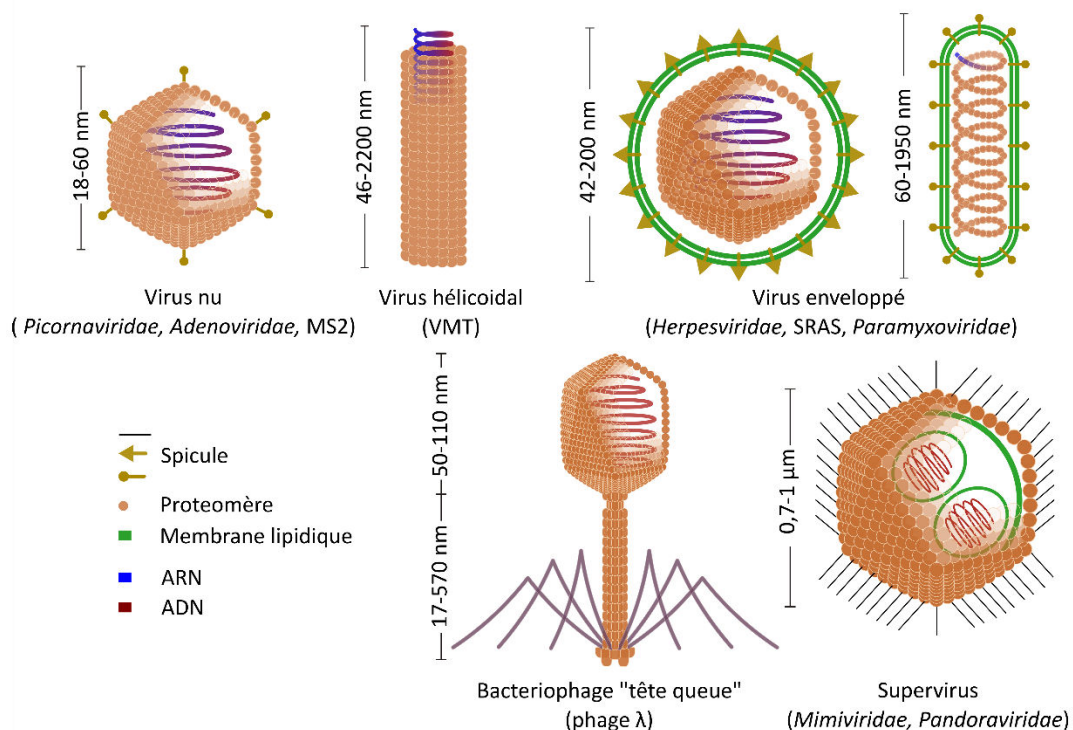 18-60 nm
46-2200 nm
42-200 nm
60-1950 nm
Virus nu
( Picornaviridae, Adenoviridae, MS2)
Virus hélicoidal
(VMT)
Virus enveloppé
(Herpesviridae, SRAS, Paramyxoviridae)
Spicule
Proteomère
Membrane lipidique
ARN
ADN
50-110 nm
17-570 nm
0,7-1 µm
Bacteriophage "tête queue"
(phage λ)
Supervirus
(Mimiviridae, Pandoraviridae)